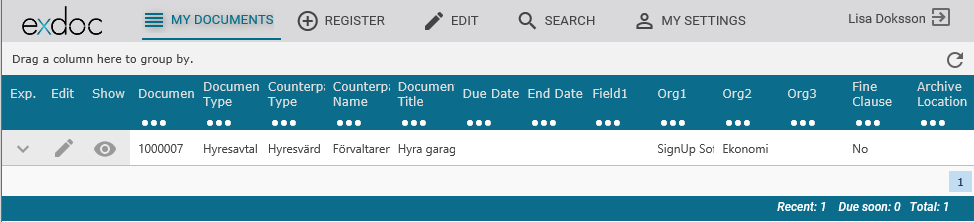 exdoc MY DOCUMENTS REGISTER EDIT SEARCH MY SETTINGS Lisa Doksson
Drag a column here to group by.
Exp. Edit Show Documen Documen Type Counterpa Type Counterpa Name Documen Title Due Date End Date Field1 Org1 Org2 Org3 Fine Clause Archive Location
1000007 Hyresavtal Hyresvärd Förvaltarer Hyra garag SignUp Sof Ekonomi No
1
Recent: 1 Due soon: 0 Total: 1